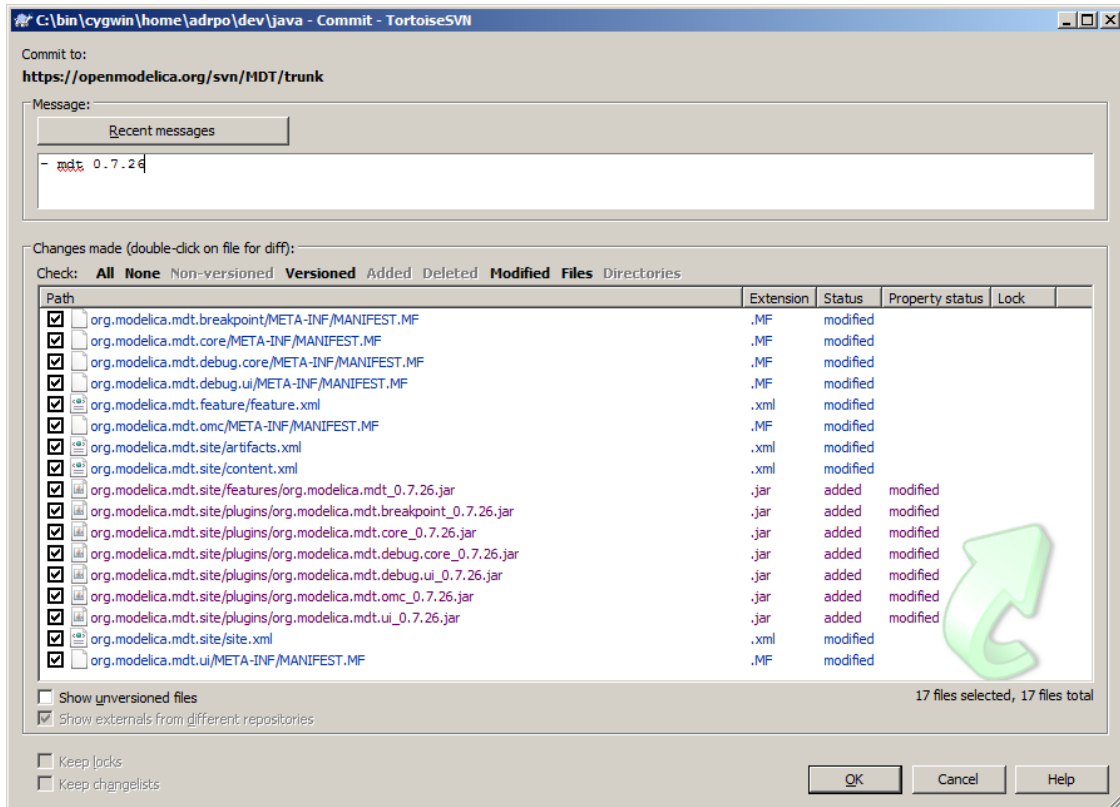 C:\bin\cygwin\home\adrpo\dev\java - Commit - TortoiseSVN
Commit to:
https://openmodelica.org/svn/MDT/trunk
Message:
Recent messages
- mdt 0.7.26
Changes made (double-click on file for diff):
Check: All None Non-versioned Versioned Added Deleted Modified Files Directories
Path Extension Status Property status Lock
org.modelica.mdt.breakpoint/META-INF/MANIFEST.MF .MF modified
org.modelica.mdt.core/META-INF/MANIFEST.MF .MF modified
org.modelica.mdt.debug.core/META-INF/MANIFEST.MF .MF modified
org.modelica.mdt.debug.ui/META-INF/MANIFEST.MF .MF modified
org.modelica.mdt.feature/feature.xml .xml modified
org.modelica.mdt.omc/META-INF/MANIFEST.MF .MF modified
org.modelica.mdt.site/artifacts.xml .xml modified
org.modelica.mdt.site/content.xml .xml modified
org.modelica.mdt.site/features/org.modelica.mdt_0.7.26.jar .jar added modified
org.modelica.mdt.site/plugins/org.modelica.mdt.breakpoint_0.7.26.jar .jar added modified
org.modelica.mdt.site/plugins/org.modelica.mdt.core_0.7.26.jar .jar added modified
org.modelica.mdt.site/plugins/org.modelica.mdt.debug.core_0.7.26.jar .jar added modified
org.modelica.mdt.site/plugins/org.modelica.mdt.debug.ui_0.7.26.jar .jar added modified
org.modelica.mdt.site/plugins/org.modelica.mdt.omc_0.7.26.jar .jar added modified
org.modelica.mdt.site/plugins/org.modelica.mdt.ui_0.7.26.jar .jar added modified
org.modelica.mdt.site/site.xml .xml modified
org.modelica.mdt.ui/META-INF/MANIFEST.MF .MF modified
Show unversioned files 17 files selected, 17 files total
Show externals from different repositories
Keep locks
Keep changelists
OK Cancel Help